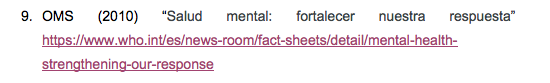 9. OMS (2010) “Salud mental: fortalecer nuestra respuesta”
https://www.who.int/es/news-room/fact-sheets/detail/mental-health-
strengthening-our-response